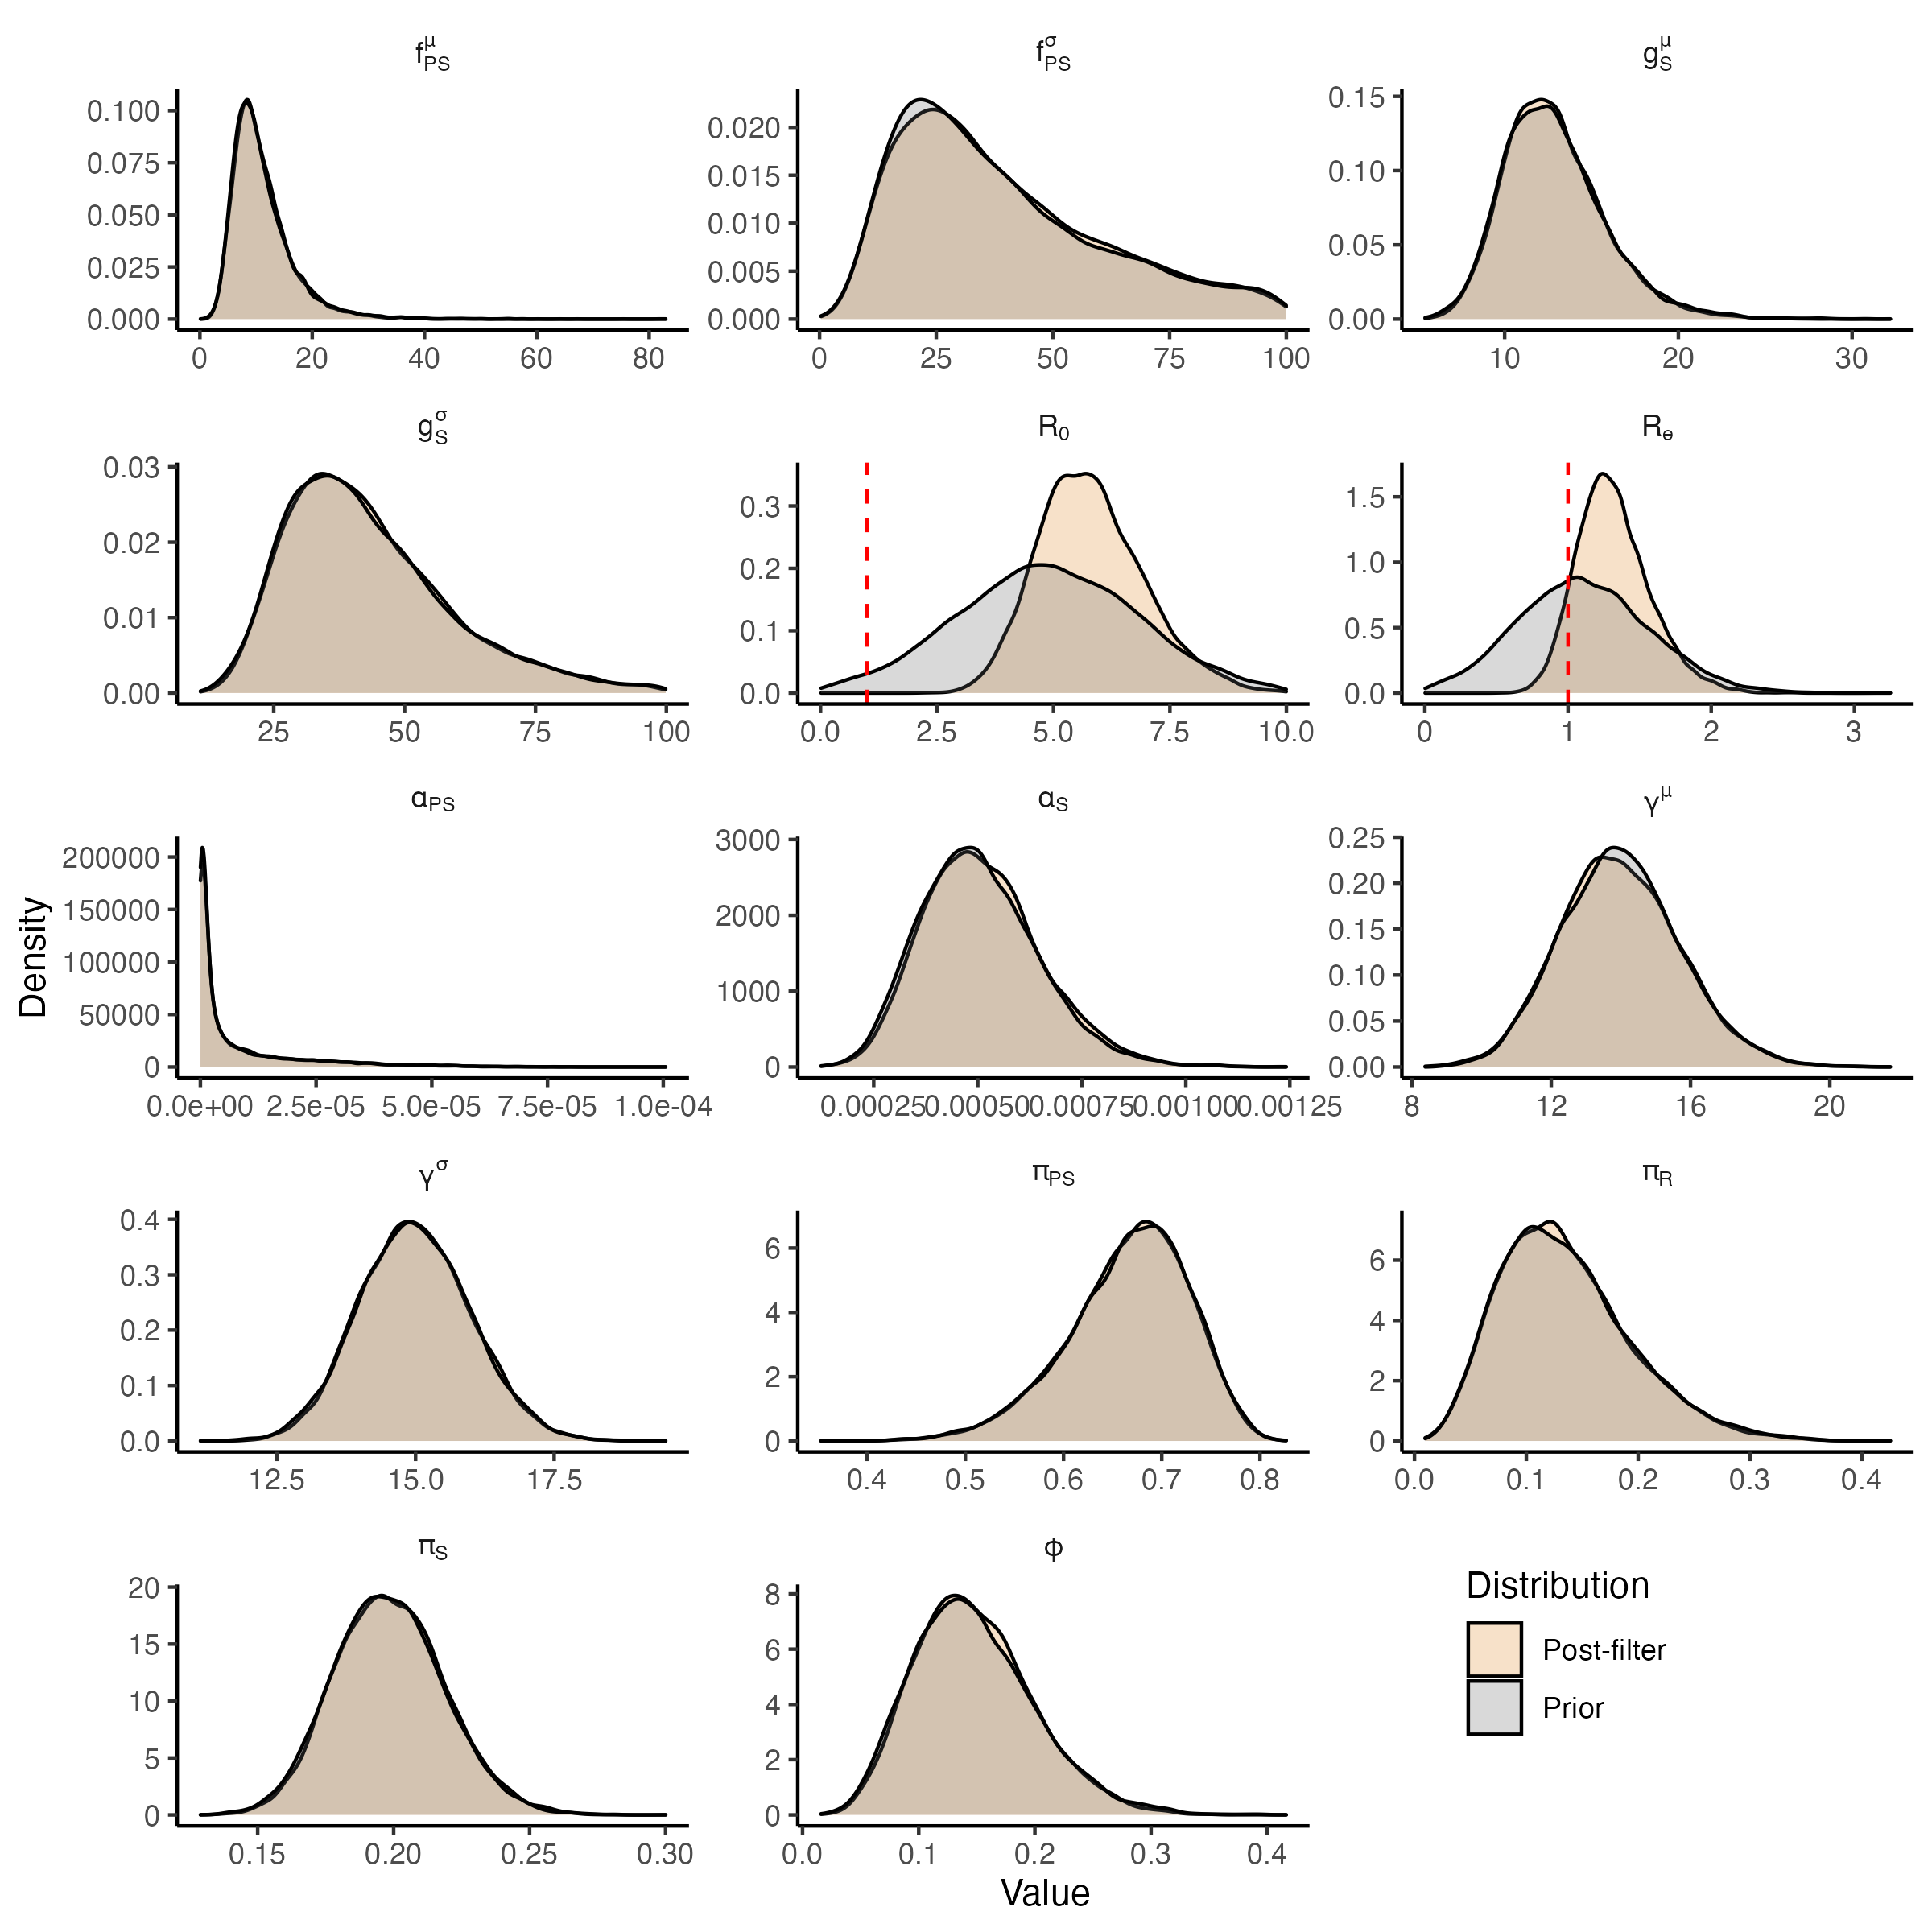 f_PS^μ f_PS^σ g_S^μ
0.100 0.075 0.050 0.025 0.000
0 20 40 60 80
0.020 0.015 0.010 0.005 0.000
0 25 50 75 100
0.15 0.10 0.05 0.00
10 20 30
g_S^σ R_0 R_e
0.03 0.02 0.01 0.00
25 50 75 100
0.3 0.2 0.1 0.0
0.0 2.5 5.0 7.5 10.0
1.5 1.0 0.5 0.0
0 1 2 3
α_PS α_S γ^μ
200000 150000 100000 50000 0
0.0e+00 2.5e-05 5.0e-05 7.5e-05 1.0e-04
3000 2000 1000 0
0.00025 0.00050 0.00075 0.00100 0.00125
0.25 0.20 0.15 0.10 0.05 0.00
8 12 16 20
γ^σ π_PS π_R
0.4 0.3 0.2 0.1 0.0
12.5 15.0 17.5
6 4 2 0
0.4 0.5 0.6 0.7 0.8
6 4 2 0
0.0 0.1 0.2 0.3 0.4
π_S ϕ
20 15 10 5 0
0.15 0.20 0.25 0.30
8 6 4 2 0
0.0 0.1 0.2 0.3 0.4
Distribution
Post-filter
Prior
Density
Value